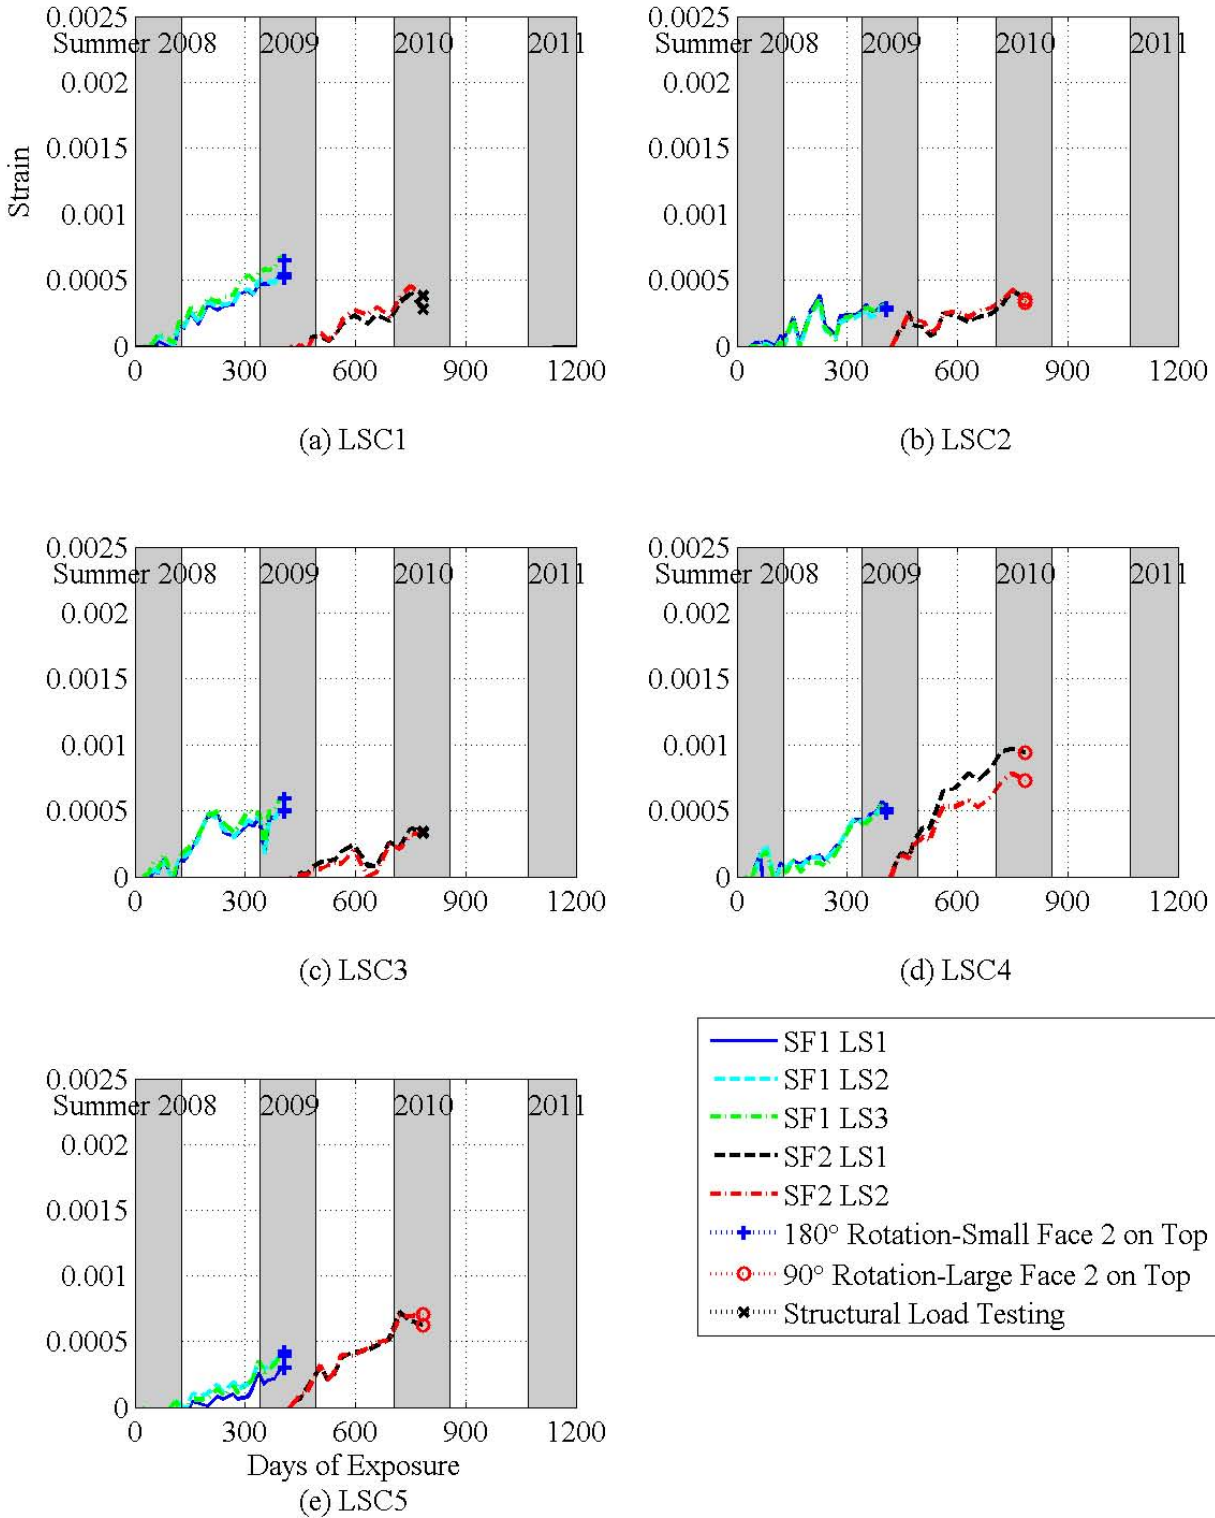 0.0025 0.0025
Summer 2008 2009 2010 2011 Summer 2008 2009 2010 2011
0.002 0.002
0.0015 0.0015
Strain
0.001 0.001
0.0005 0.0005
0 0
0 300 600 900 1200 0 300 600 900 1200
(a) LSC1 (b) LSC2
0.0025 0.0025
Summer 2008 2009 2010 2011 Summer 2008 2009 2010 2011
0.002 0.002
0.0015 0.0015
0.001 0.001
0.0005 0.0005
0 0
0 300 600 900 1200 0 300 600 900 1200
(c) LSC3 (d) LSC4
0.0025
Summer 2008 2009 2010 2011
0.002
0.0015
0.001
0.0005
0
0 300 600 900 1200
Days of Exposure
(e) LSC5
SF1 LS1
SF1 LS2
SF1 LS3
SF2 LS1
SF2 LS2
180° Rotation-Small Face 2 on Top
90° Rotation-Large Face 2 on Top
Structural Load Testing